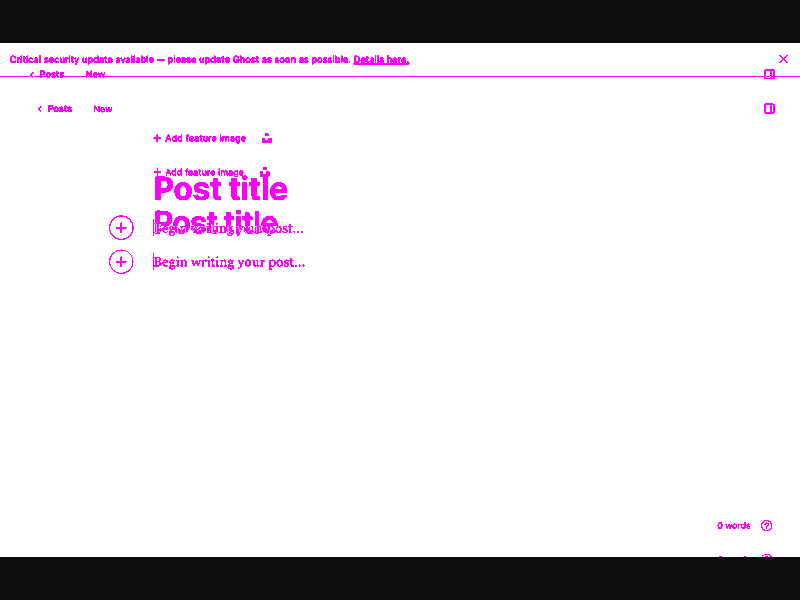 Critical security update available — please update Ghost as soon as possible. Details here.
Posts New
Posts New
+ Add feature image
+ Add feature image
Post title
Post title
Begin writing your post...
Begin writing your post...
0 words